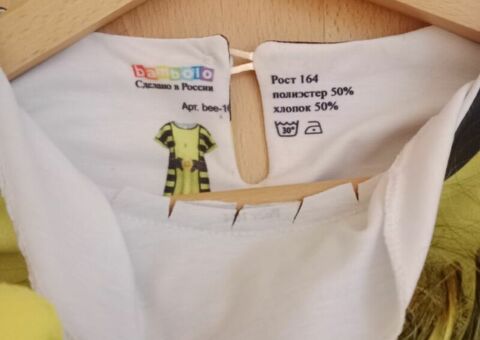 bambolo
Сделано в России
Арт. bee-1
Рост 164
полиэстер 50%
хлопок 50%
30°